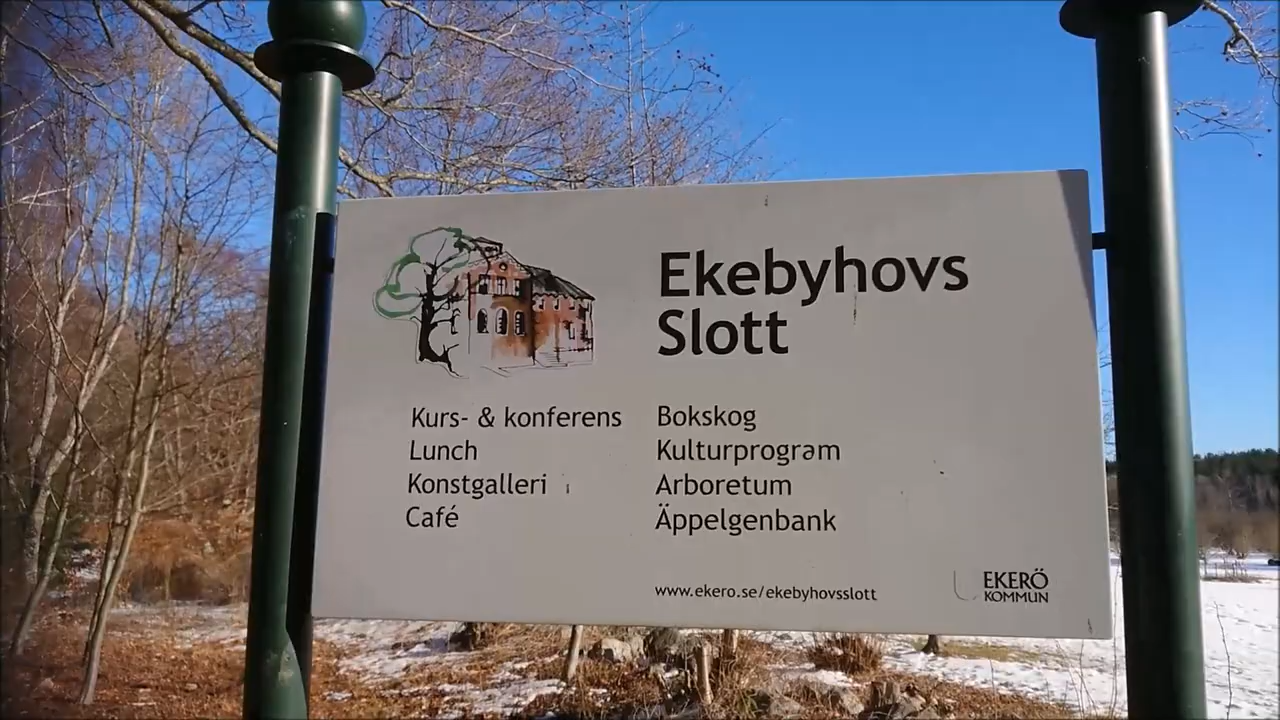 Ekebyhovs
Slott
Kurs- & konferens
Lunch
Konstgalleri
Café
Bokskog
Kulturprogram
Arboretum
Äppelgenbank
www.ekero.se/ekebyhovsslott
EKERÖ
KOMMUN